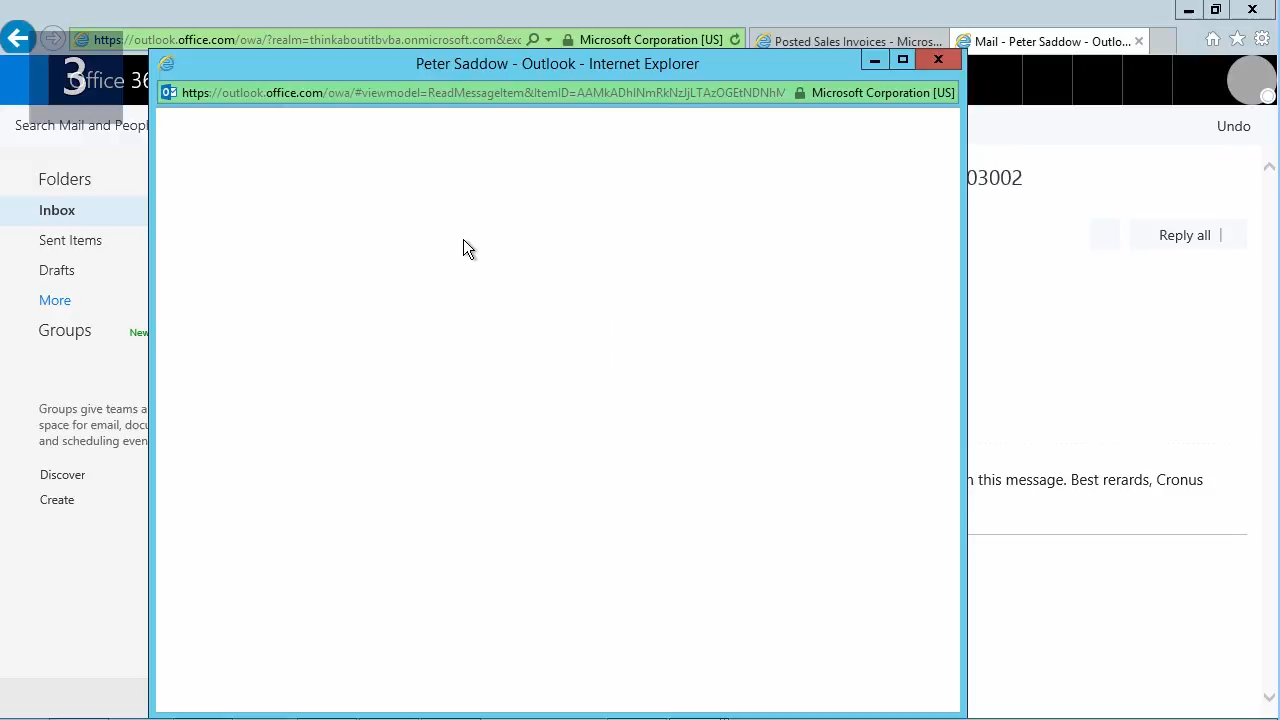 https://outlook.office.com/owa/?realm=thinkaboutitbvba.onmicrosoft.com&exc
Microsoft Corporation [US]
Posted Sales Invoices - Micros...
Mail - Peter Saddow - Outlo...
3
Office 36
Peter Saddow - Outlook - Internet Explorer
https://outlook.office.com/owa/#viewmodel=ReadMessageItem&ItemID=
Microsoft Corporation [US]
Search Mail and Peopl
Undo
Folders
Inbox
Sent Items
Drafts
More
Groups
New
Groups give teams a
space for email, docu
and scheduling even
Discover
Create
03002
Reply all
this message. Best rerards, Cronus